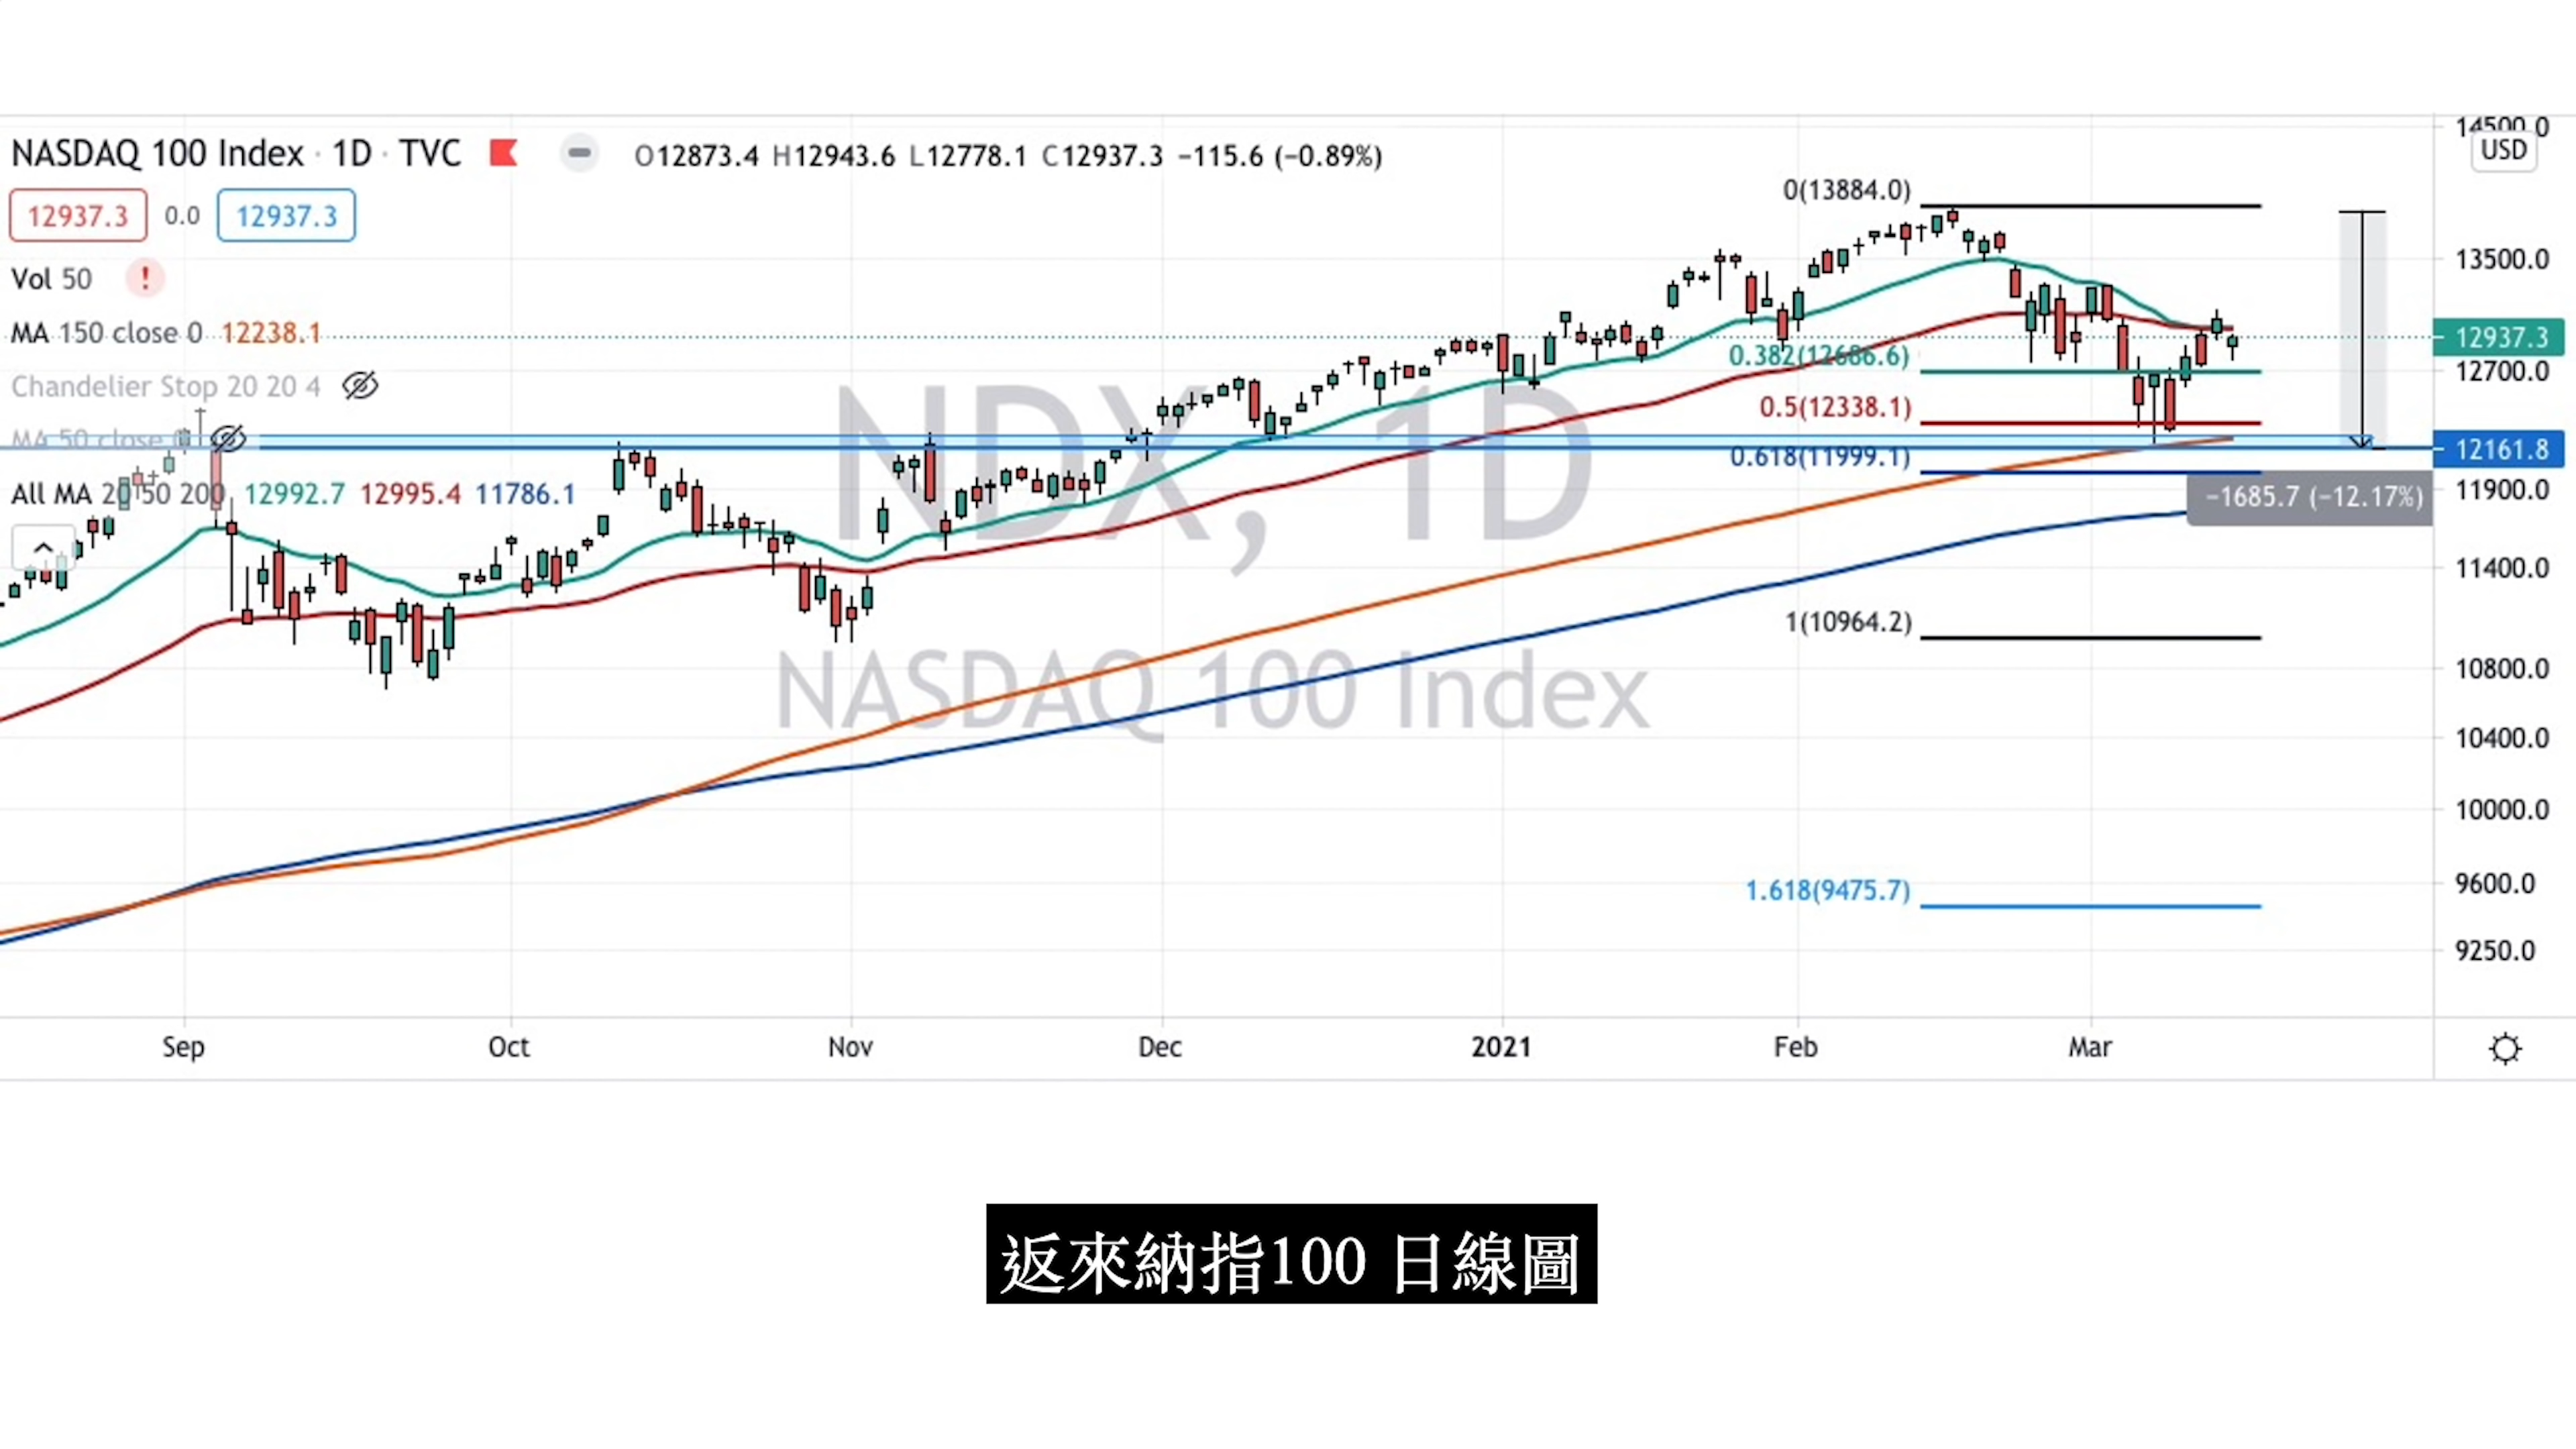 NASDAQ 100 Index · 1D · TVC O12873.4 H12943.6 L12778.1 C12937.3 −115.6 (−0.89%)
12937.3 0.0 12937.3
Vol 50 !
MA 150 close 0 12238.1
Chandelier Stop 20 20 4
MA 50 close 0
All MA 20 50 200 12992.7 12995.4 11786.1
NDX, 1D
NASDAQ 100 Index
0(13884.0)
0.382(12686.6)
0.5(12338.1)
0.618(11999.1)
1(10964.2)
1.618(9475.7)
−1685.7 (−12.17%)
14500.0
USD
13500.0
12937.3
12700.0
12161.8
11900.0
11400.0
10800.0
10400.0
10000.0
9600.0
9250.0
Sep Oct Nov Dec 2021 Feb Mar
返來納指100 日線圖